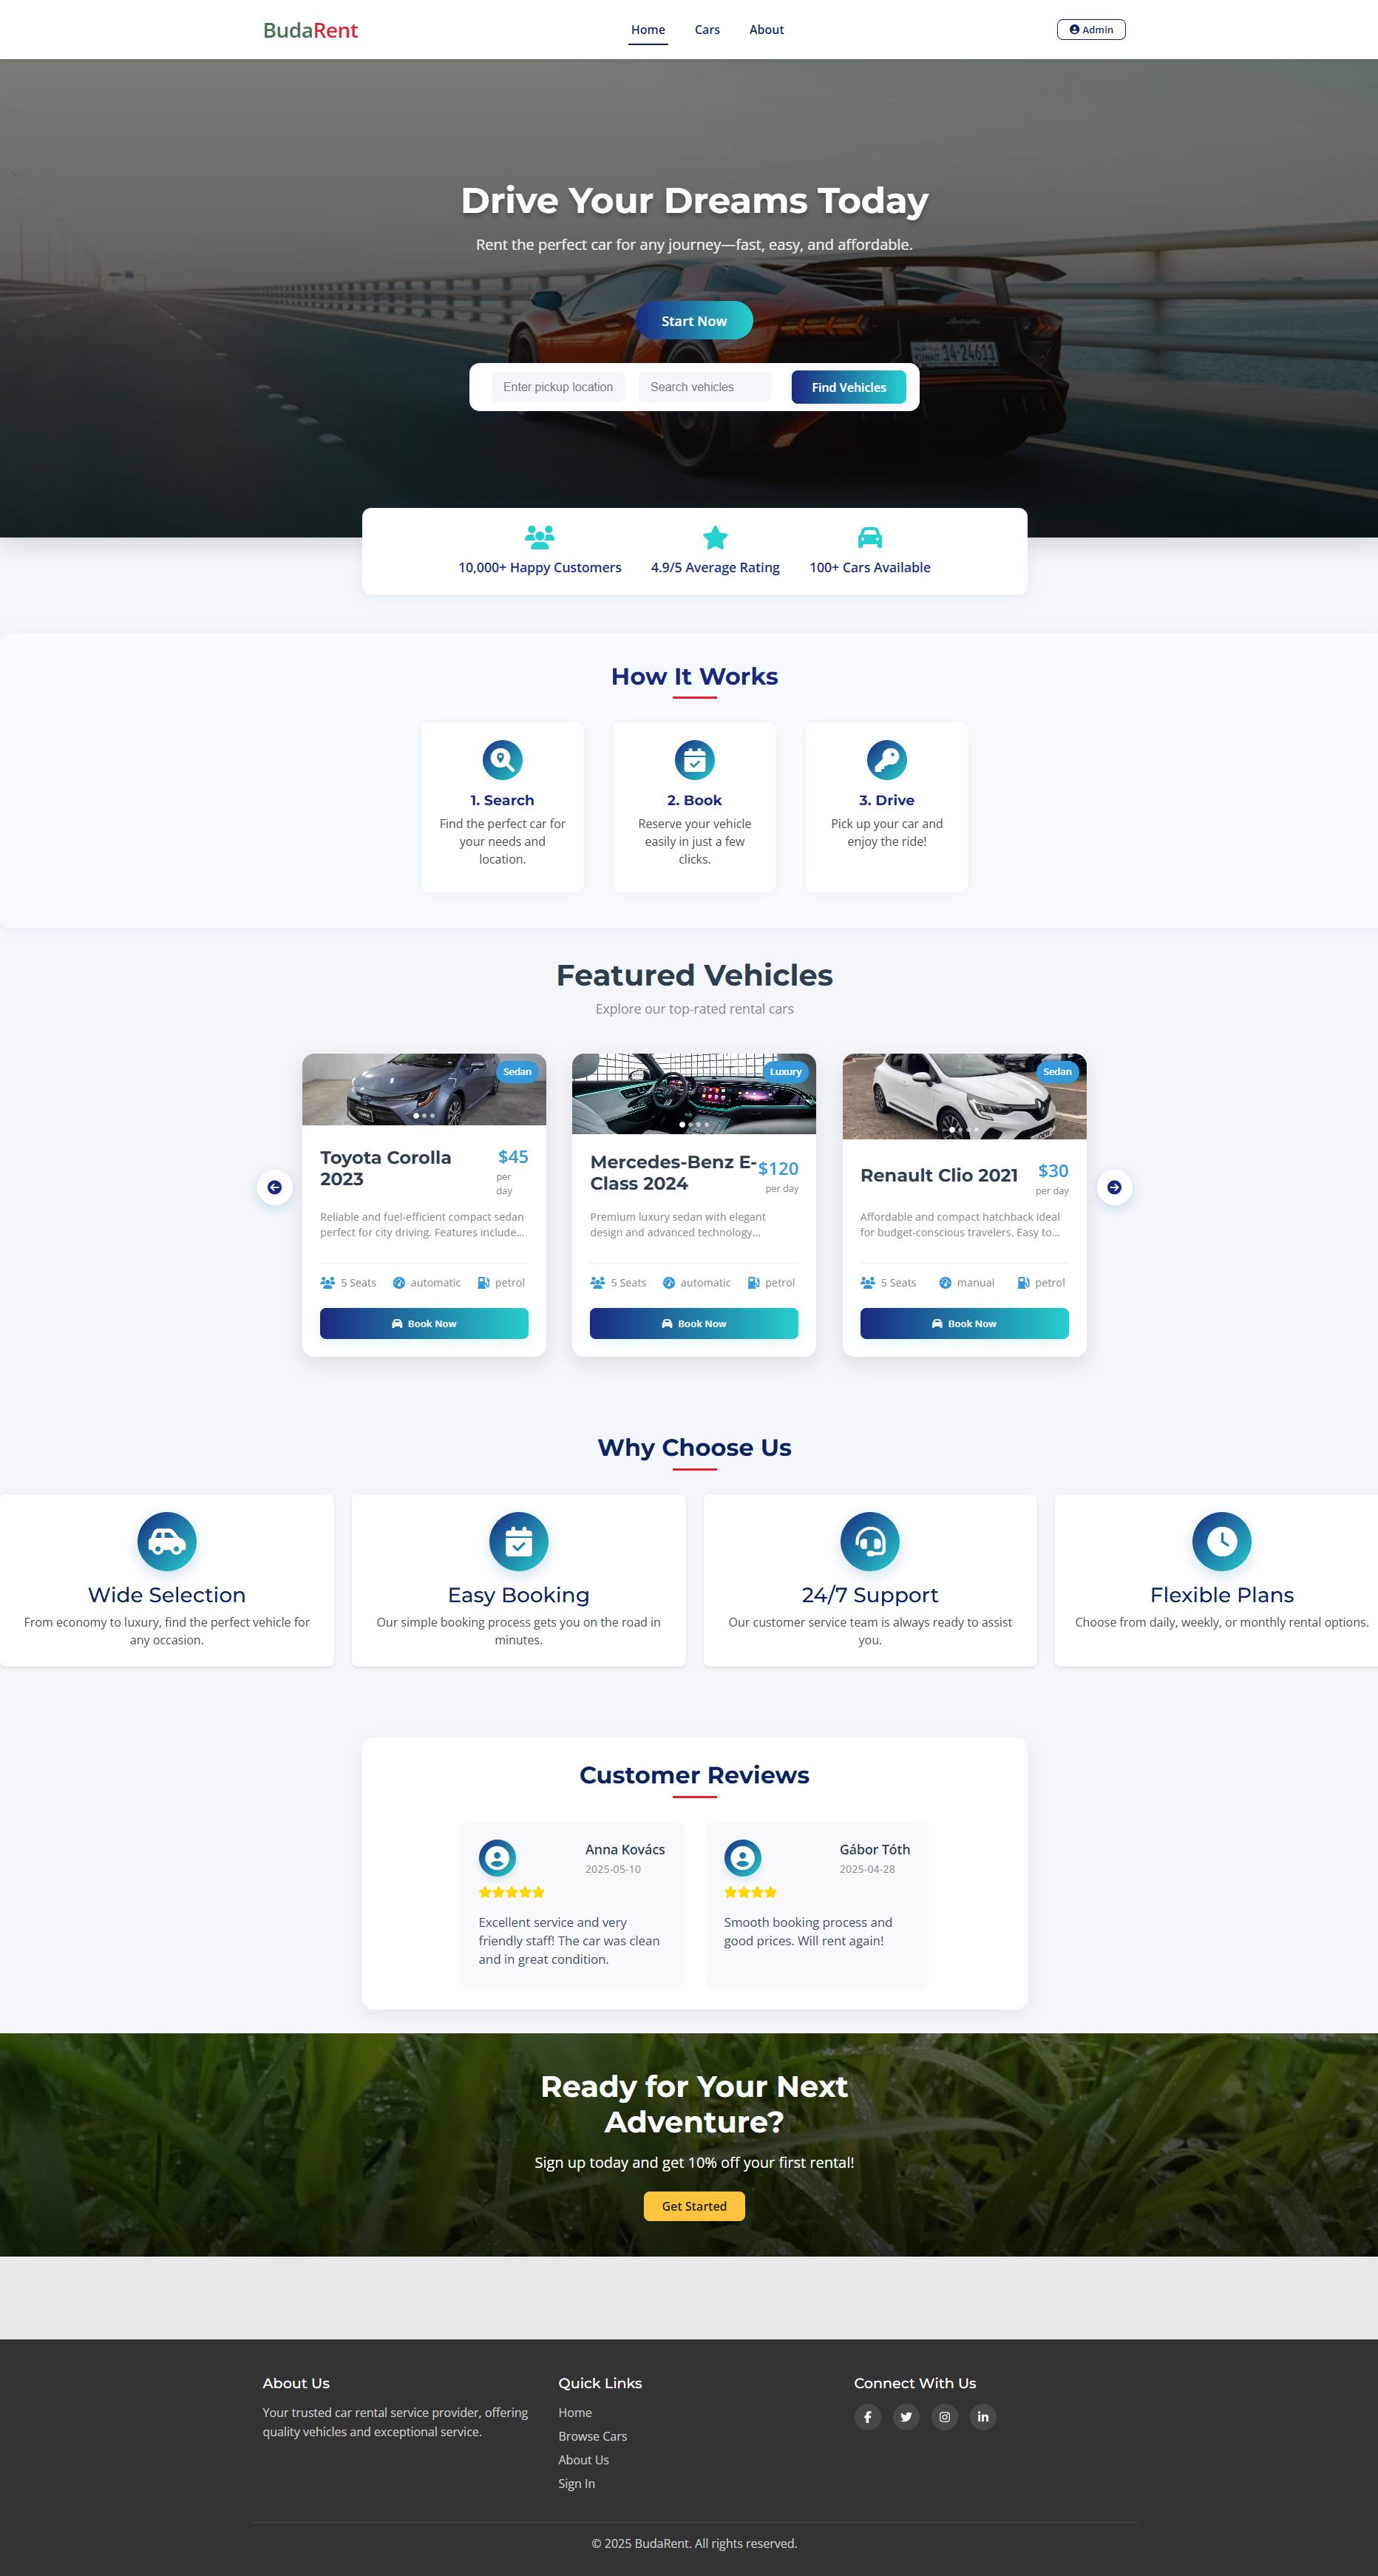 BudaRent
Home
Cars
About
Admin
Drive Your Dreams Today
Rent the perfect car for any journey—fast, easy, and affordable.
Start Now
KUWAIT 14-24611
Enter pickup location
Search vehicles
Find Vehicles
10,000+ Happy Customers
4.9/5 Average Rating
100+ Cars Available
How It Works
1. Search
Find the perfect car for
your needs and
location.
2. Book
Reserve your vehicle
easily in just a few
clicks.
3. Drive
Pick up your car and
enjoy the ride!
Featured Vehicles
Explore our top-rated rental cars
Sedan
Toyota Corolla
2023
$45
per
day
Reliable and fuel-efficient compact sedan
perfect for city driving. Features include...
5 Seats
automatic
petrol
Book Now
Luxury
Mercedes-Benz E-
Class 2024
$120
per day
Premium luxury sedan with elegant
design and advanced technology...
5 Seats
automatic
petrol
Book Now
Sedan
Renault Clio 2021
$30
per day
Affordable and compact hatchback ideal
for budget-conscious travelers. Easy to...
5 Seats
manual
petrol
Book Now
Why Choose Us
Wide Selection
From economy to luxury, find the perfect vehicle for
any occasion.
Easy Booking
Our simple booking process gets you on the road in
minutes.
24/7 Support
Our customer service team is always ready to assist
you.
Flexible Plans
Choose from daily, weekly, or monthly rental options.
Customer Reviews
Anna Kovács
2025-05-10
Excellent service and very
friendly staff! The car was clean
and in great condition.
Gábor Tóth
2025-04-28
Smooth booking process and
good prices. Will rent again!
Ready for Your Next
Adventure?
Sign up today and get 10% off your first rental!
Get Started
About Us
Your trusted car rental service provider, offering
quality vehicles and exceptional service.
Quick Links
Home
Browse Cars
About Us
Sign In
Connect With Us
© 2025 BudaRent. All rights reserved.